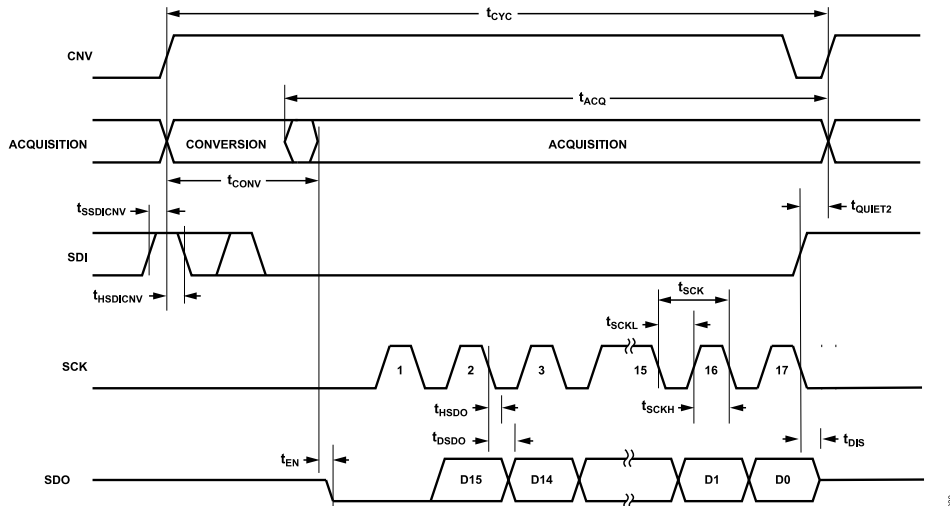 tCYC
CNV
tACQ
ACQUISITION
CONVERSION
ACQUISITION
tCONV
tSSDICNV
tQUIET2
SDI
tHSDICNV
tSCK
tSCKL
SCK
1
2
3
15
16
17
tHSDO
tSCKH
tDSDO
tDIS
tEN
SDO
D15
D14
D1
D0